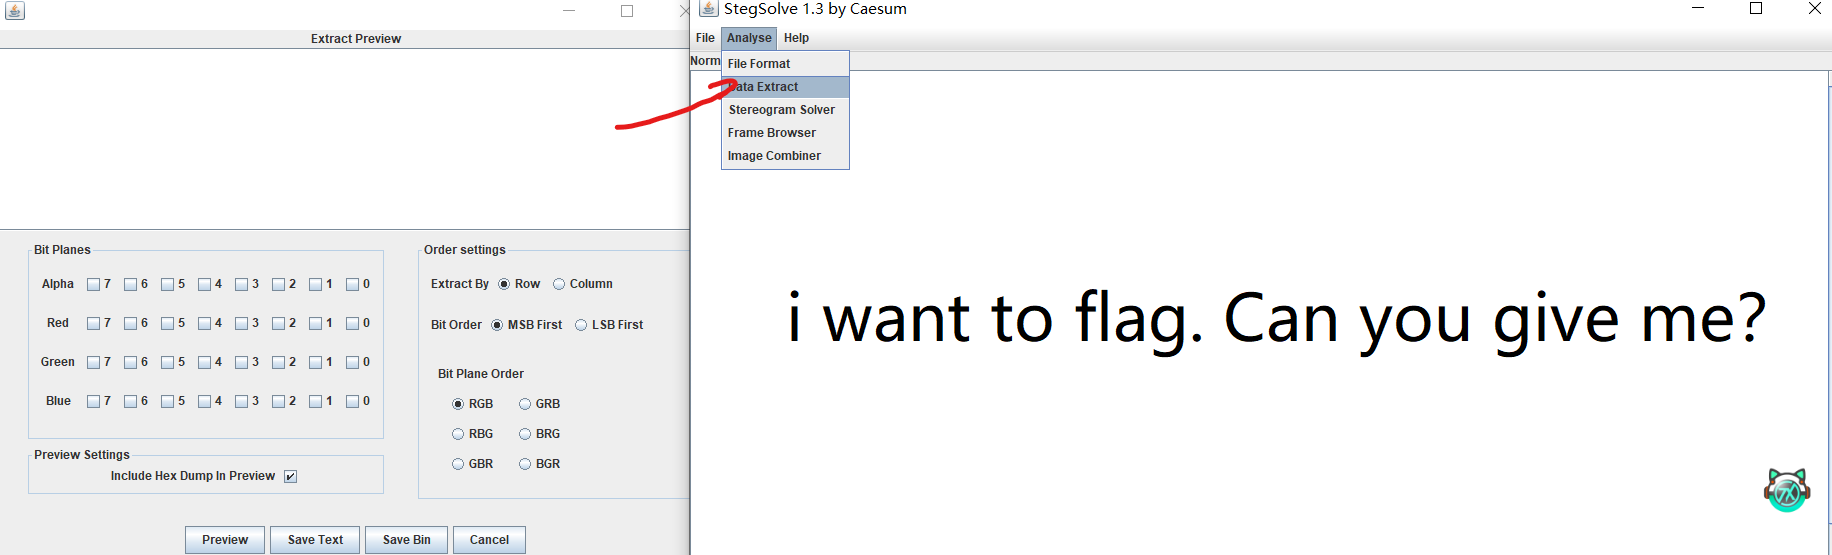 Extract Preview
Bit Planes
Alpha 7 6 5 4 3 2 1 0
Red 7 6 5 4 3 2 1 0
Green 7 6 5 4 3 2 1 0
Blue 7 6 5 4 3 2 1 0
Preview Settings
Include Hex Dump In Preview
Order settings
Extract By Row Column
Bit Order MSB First LSB First
Bit Plane Order
RGB GRB
RBG BRG
GBR BGR
Preview Save Text Save Bin Cancel
StegSolve 1.3 by Caesum
File Analyse Help
Norm
File Format
Data Extract
Stereogram Solver
Frame Browser
Image Combiner
i want to flag. Can you give me?